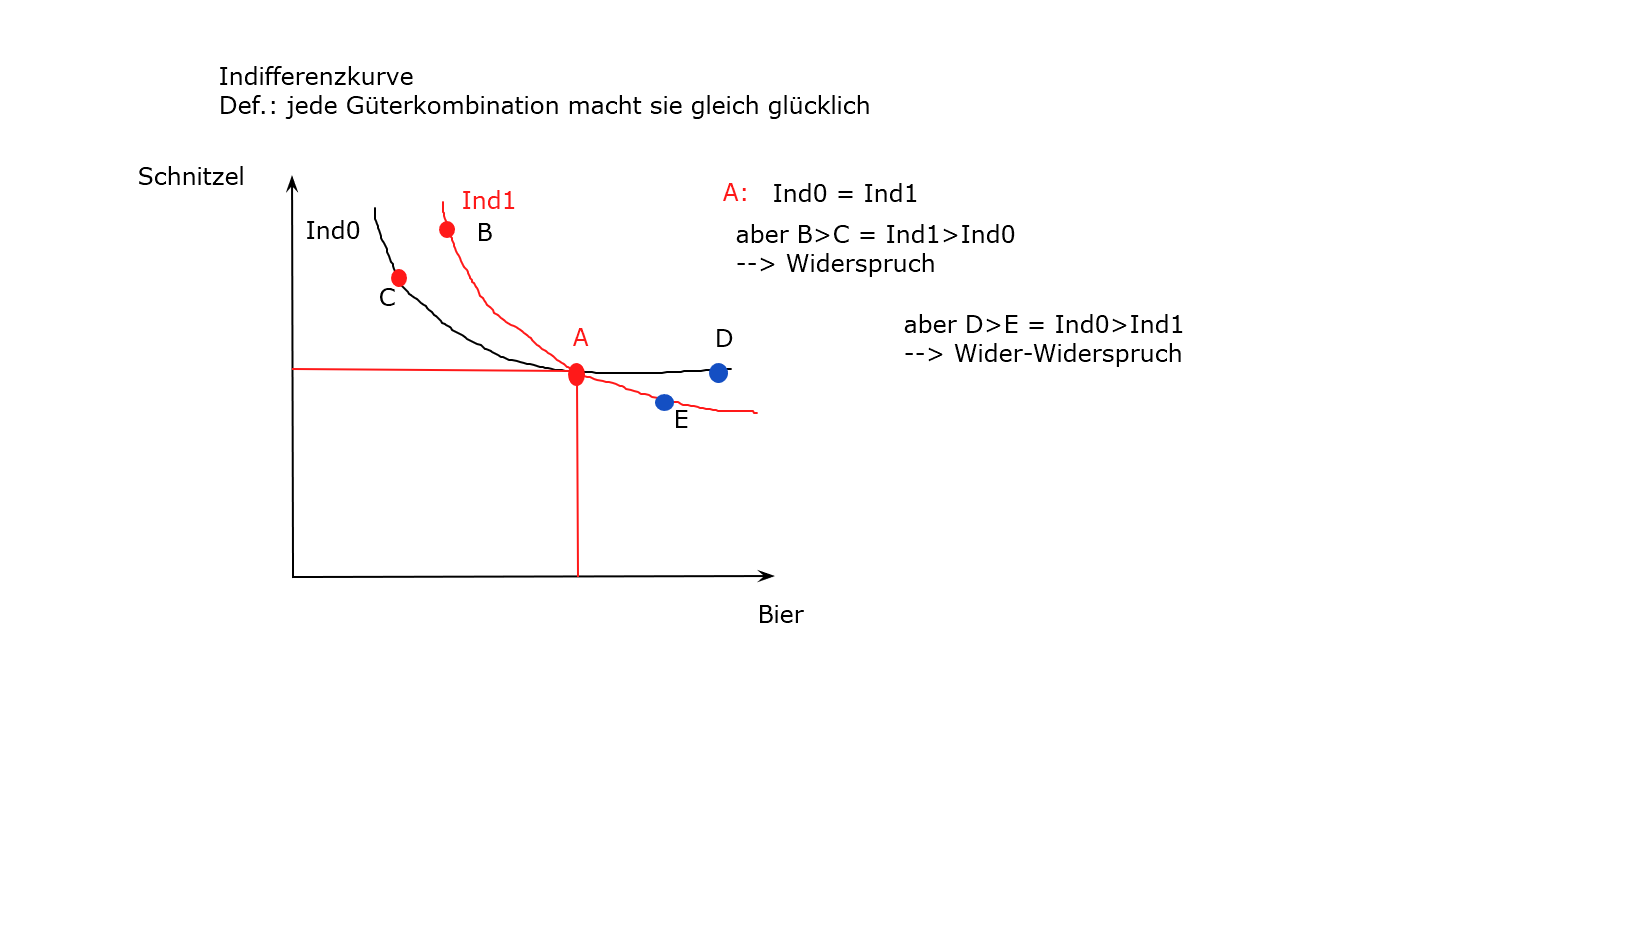 Indifferenzkurve
Def.: jede Güterkombination macht sie gleich glücklich
Schnitzel
Ind0
Ind1
B
C
A
D
E
Bier
A: Ind0 = Ind1
aber B>C = Ind1>Ind0
--> Widerspruch
aber D>E = Ind0>Ind1
--> Wider-Widerspruch